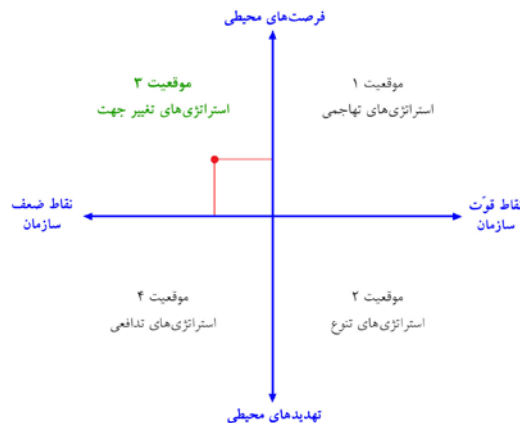 فرصت‌های محیطی
موقعیت ۱
استراتژی‌های تهاجمی
موقعیت ۳
استراتژی‌های تغییر جهت
نقاط قوّت
سازمان
نقاط ضعف
سازمان
موقعیت ۲
استراتژی‌های تنوع
موقعیت ۴
استراتژی‌های تدافعی
تهدیدهای محیطی